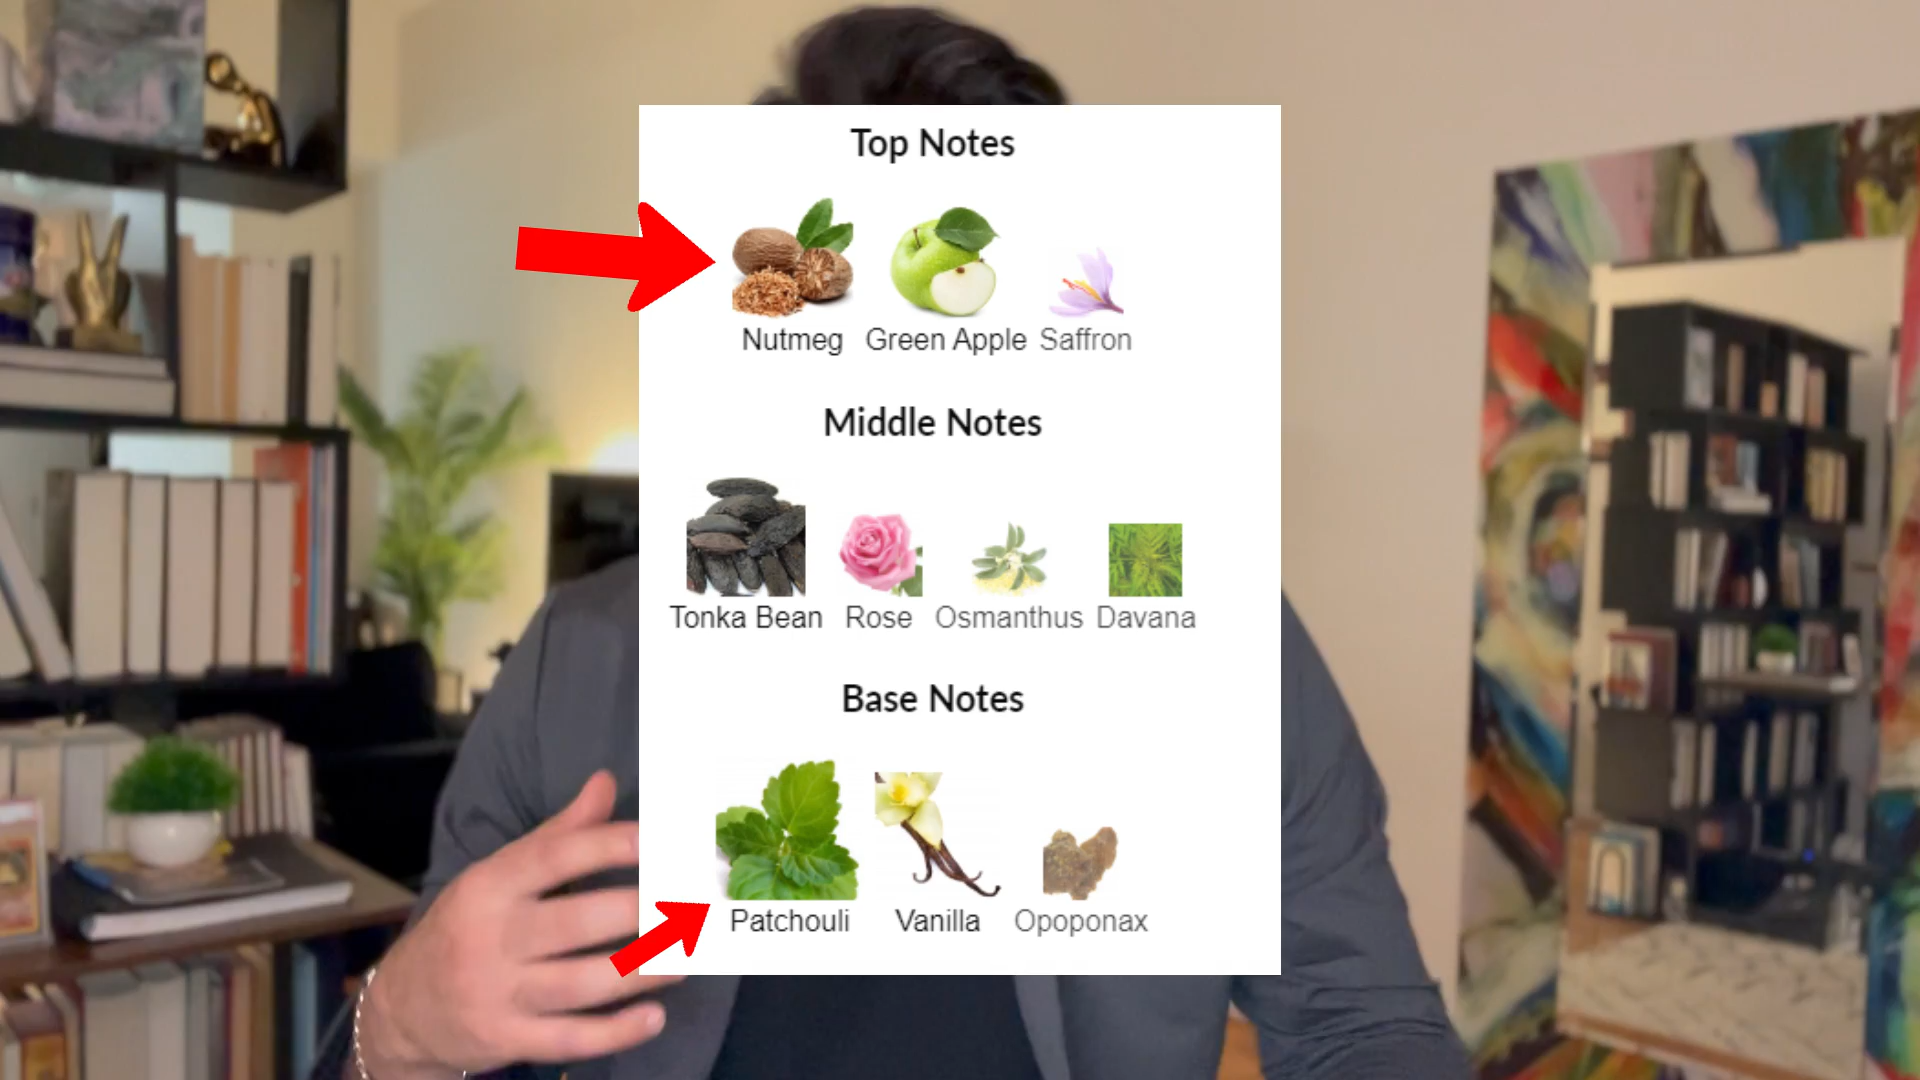 Top Notes
Nutmeg Green Apple Saffron
Middle Notes
Tonka Bean Rose Osmanthus Davana
Base Notes
Patchouli Vanilla Opoponax